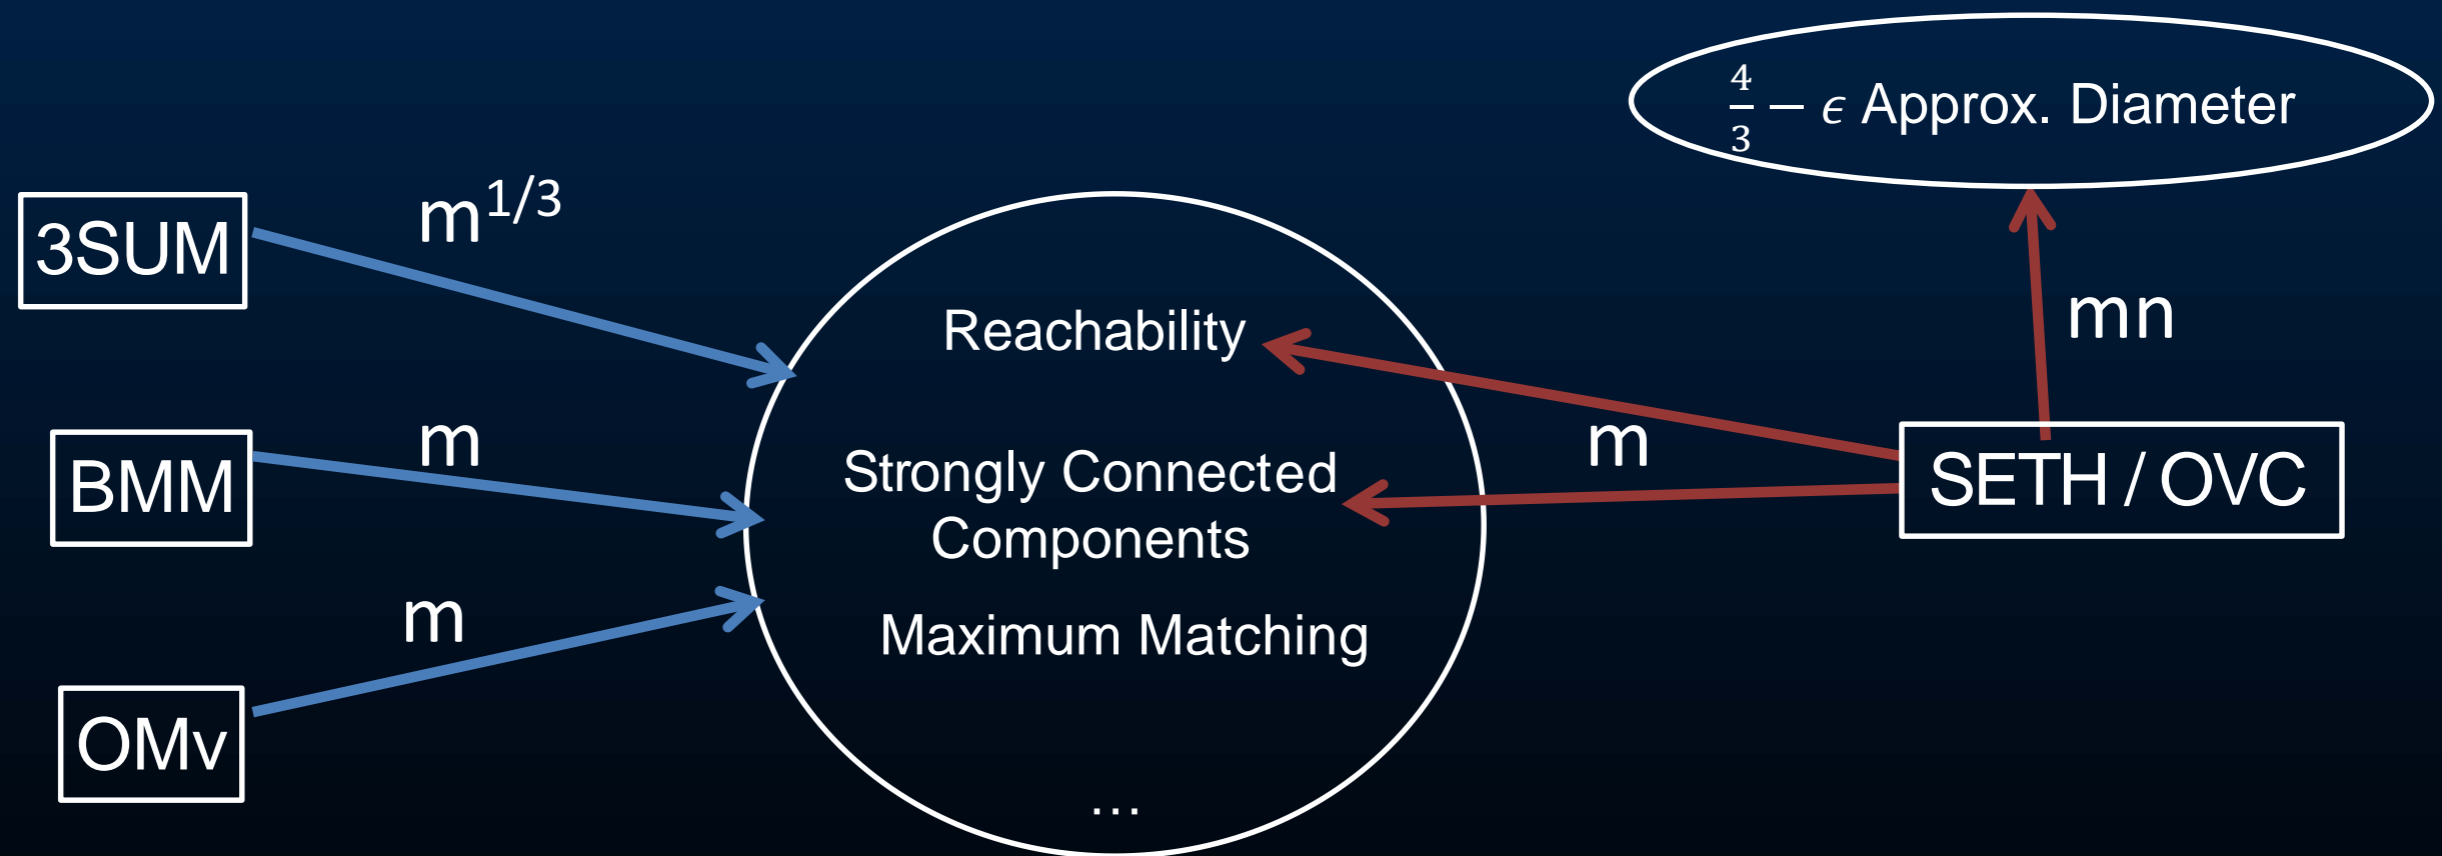 4/3 − ϵ Approx. Diameter
3SUM
m^1/3
mn
Reachability
BMM
m
Strongly Connected
Components
m
SETH / OVC
OMv
m
Maximum Matching
...